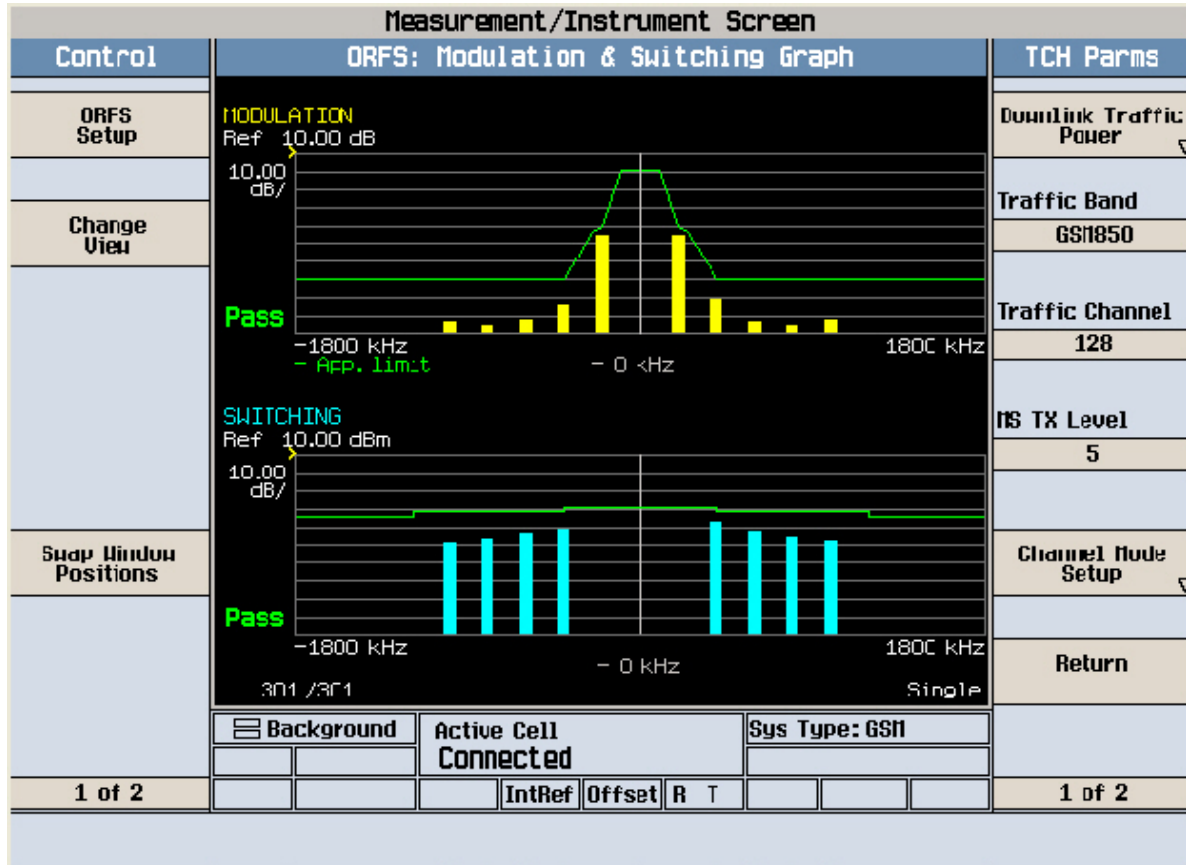 Measurement/Instrument Screen
Control
ORFS: Modulation & Switching Graph
TCH Parms
ORFS
Setup
Change
View
Swap Window
Positions
1 of 2
MODULATION
Ref 10.00 dB
10.00
dB/
Pass
-1800 kHz
1800 kHz
- App. limit
- 0 kHz
SWITCHING
Ref 10.00 dBm
10.00
dB/
Pass
-1800 kHz
1800 kHz
- 0 kHz
301 /301
Single
Background
Active Cell
Connected
Sys Type: GSM
IntRef
Offset
R T
Downlink Traffic
Power
Traffic Band
GSM850
Traffic Channel
128
MS TX Level
5
Channel Mode
Setup
Return
1 of 2